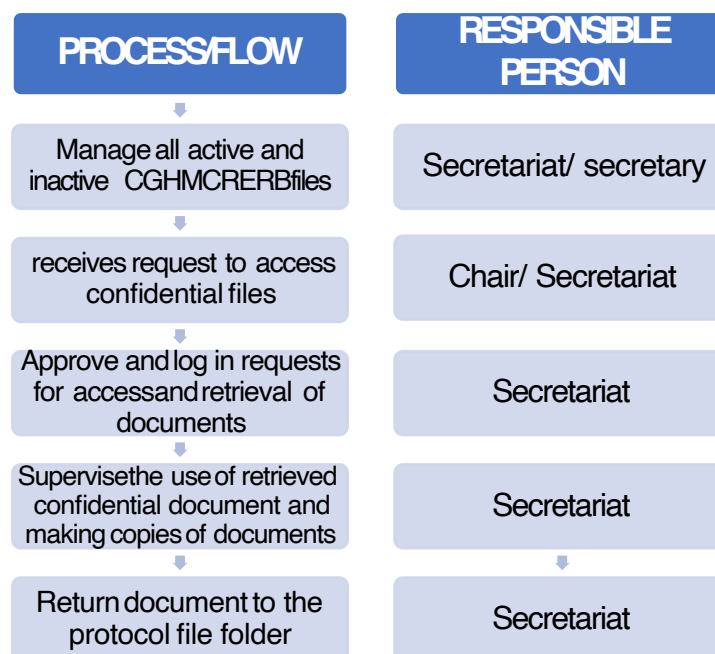 PROCESS/FLOW
RESPONSIBLE
PERSON
Manage all active and
inactive CGHMCRERBfiles
Secretariat/ secretary
receives request to access
confidential files
Chair/ Secretariat
Approve and log in requests
for accessand retrieval of
documents
Secretariat
Supervisethe use of retrieved
confidential document and
making copies of documents
Secretariat
Return document to the
protocol file folder
Secretariat